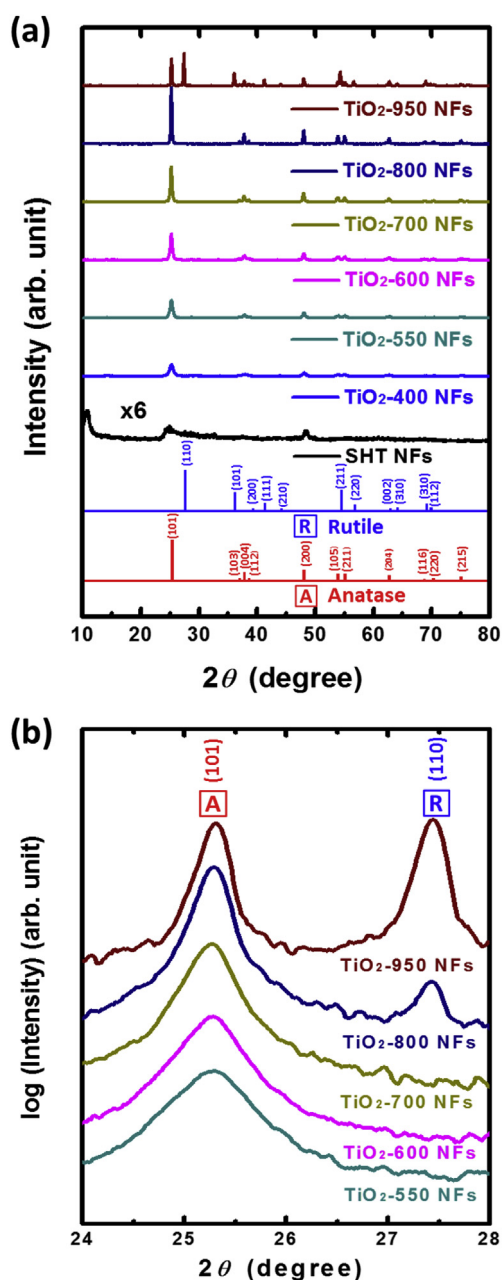 (a)
Intensity (arb. unit)
TiO2-950 NFs
TiO2-800 NFs
TiO2-700 NFs
TiO2-600 NFs
TiO2-550 NFs
TiO2-400 NFs
x6
SHT NFs
(110)
(101)
(200)
(111)
(210)
(211)
(220)
(002)
(310)
(310)
(112)
R Rutile
(101)
(103)
(004)
(112)
(200)
(105)
(211)
(204)
(116)
(220)
(215)
A Anatase
10 20 30 40 50 60 70 80
2θ (degree)
(b)
log (Intensity) (arb. unit)
(101)
A
(110)
R
TiO2-950 NFs
TiO2-800 NFs
TiO2-700 NFs
TiO2-600 NFs
TiO2-550 NFs
24 25 26 27 28
2θ (degree)